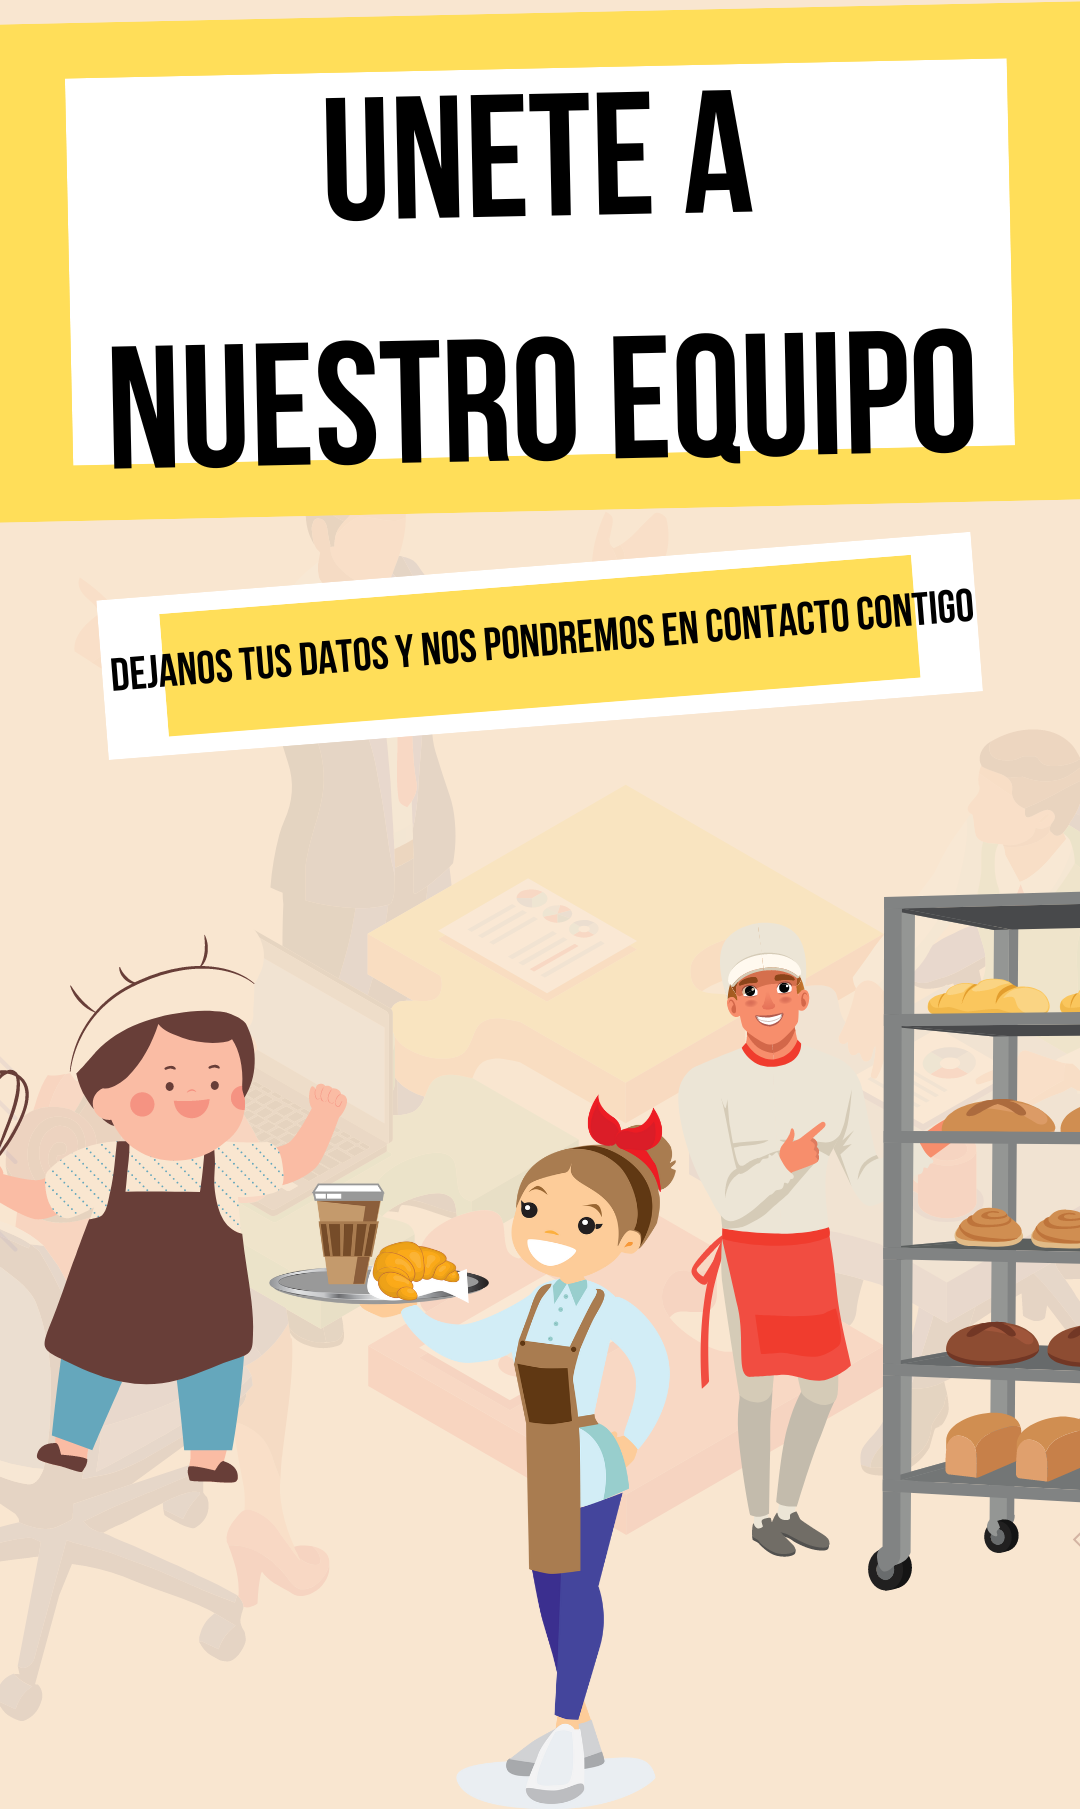 UNETE A
NUESTRO EQUIPO
DEJANOS TUS DATOS Y NOS PONDREMOS EN CONTACTO CONTIGO